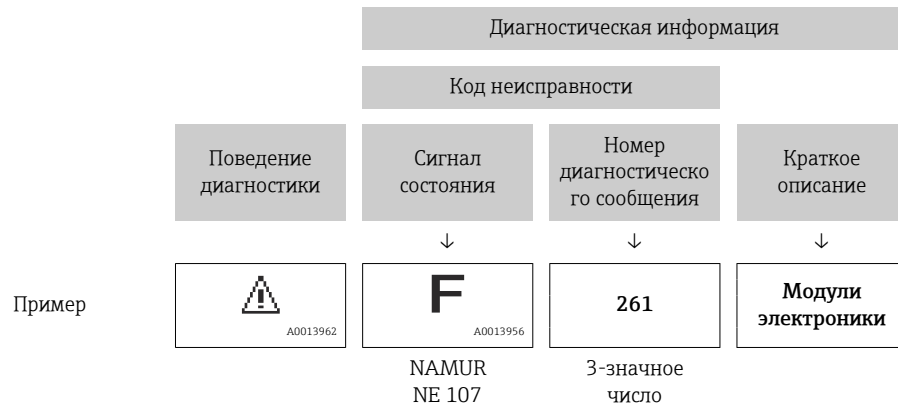 Диагностическая информация
Код неисправности
Поведение
диагностики
Сигнал
состояния
Номер
диагностическо
го сообщения
Краткое
описание
↓ ↓ ↓
Пример
A0013962
F
A0013956
261
Модули
электроники
NAMUR
NE 107
3-значное
число